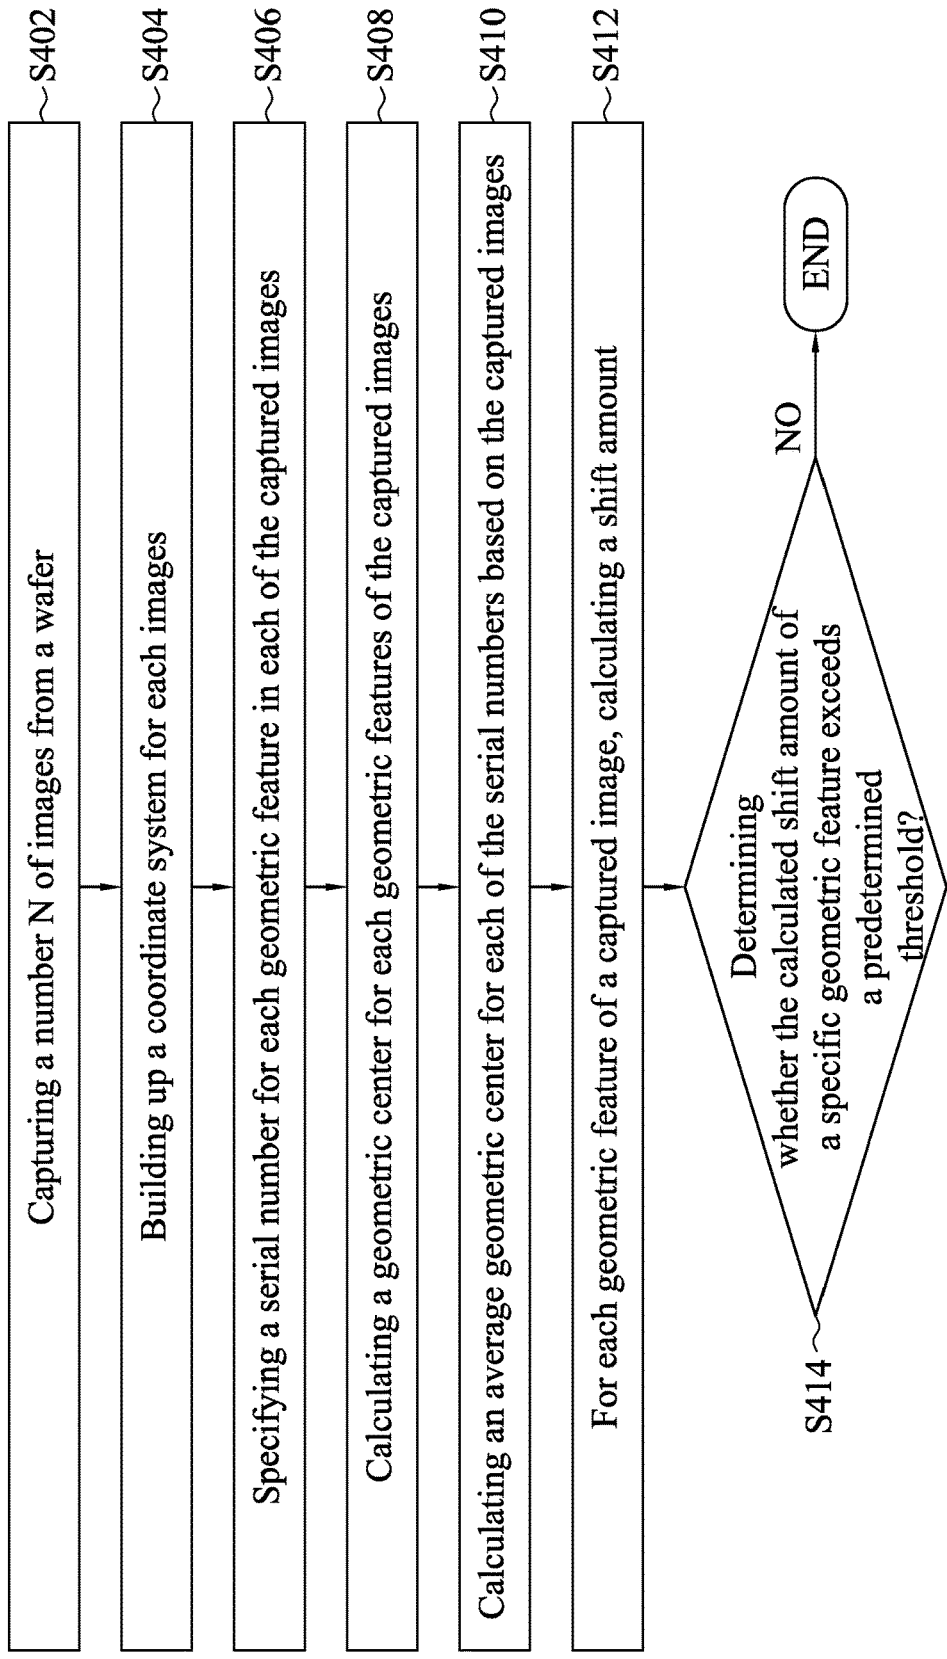 Capturing a number N of images from a wafer
S402
Building up a coordinate system for each images
S404
Specifying a serial number for each geometric feature in each of the captured images
S406
Calculating a geometric center for each geometric features of the captured images
S408
Calculating an average geometric center for each of the serial numbers based on the captured images
S410
For each geometric feature of a captured image, calculating a shift amount
S412
S414
Determining
whether the calculated shift amount of
a specific geometric feature exceeds
a predetermined
threshold?
NO
END